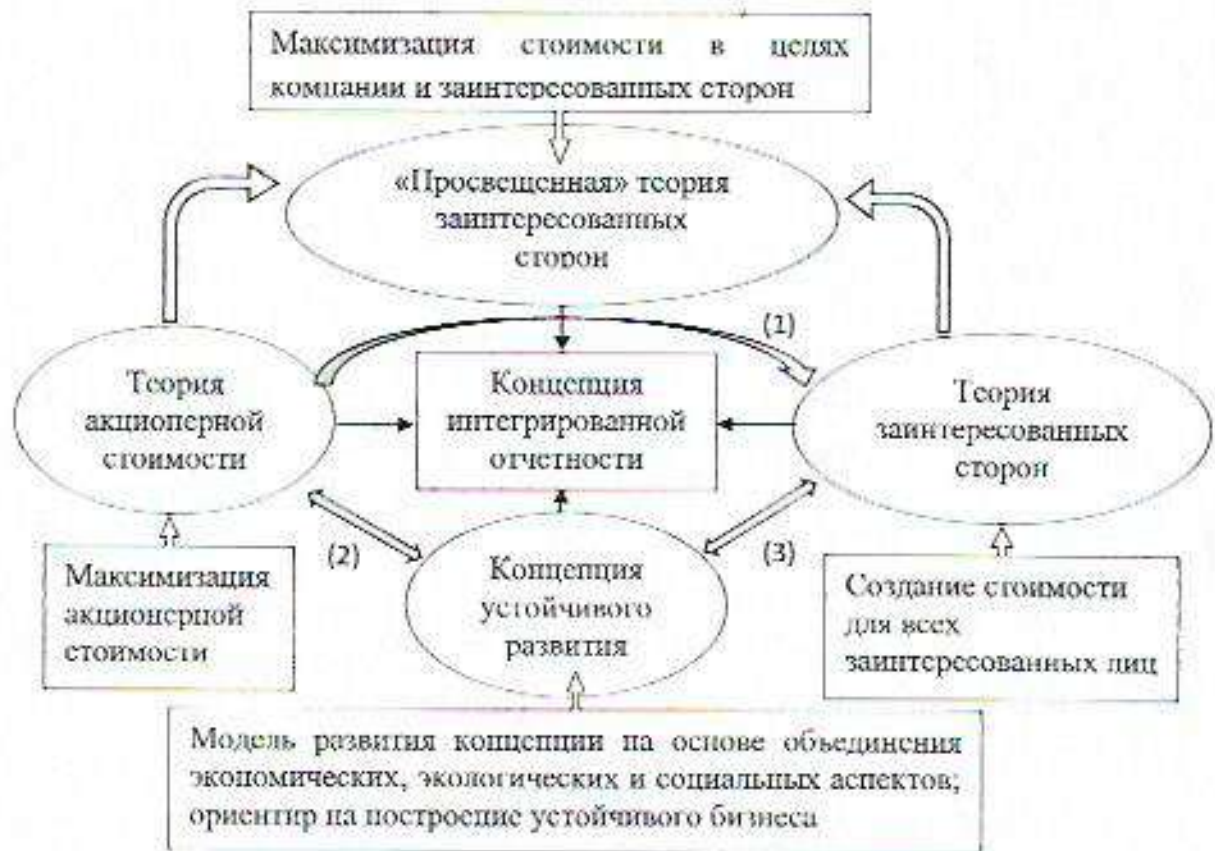 Максимизация стоимости в целях
компании и заинтересованных сторон
«Просвещенная» теория
заинтересованных
сторон
(1)
Теория
акционерной
стоимости
Концепция
интегрированной
отчетности
Теория
заинтересованных
сторон
(2)
(3)
Максимизация
акционерной
стоимости
Концепция
устойчивого
развития
Создание стоимости
для всех
заинтересованных лиц
Модель развития концепции на основе объединения
экономических, экологических и социальных аспектов;
ориентир на построение устойчивого бизнеса